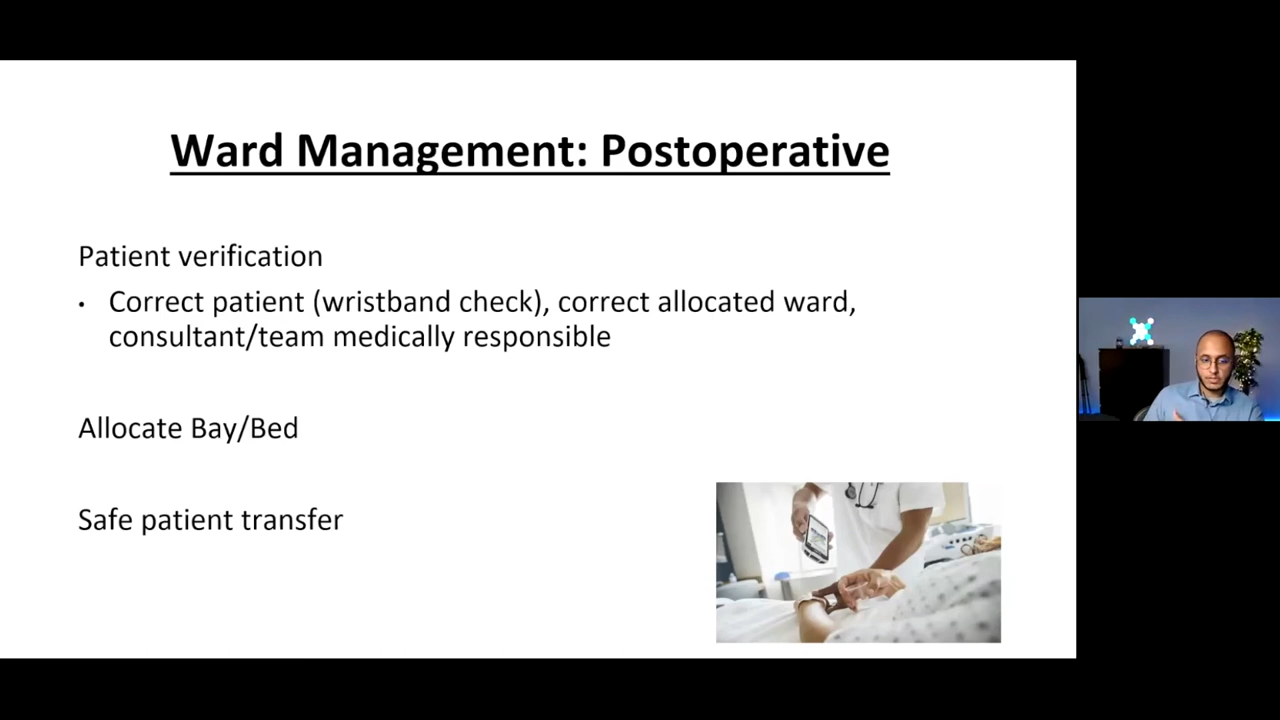 Ward Management: Postoperative
Patient verification
• Correct patient (wristband check), correct allocated ward,
consultant/team medically responsible
Allocate Bay/Bed
Safe patient transfer